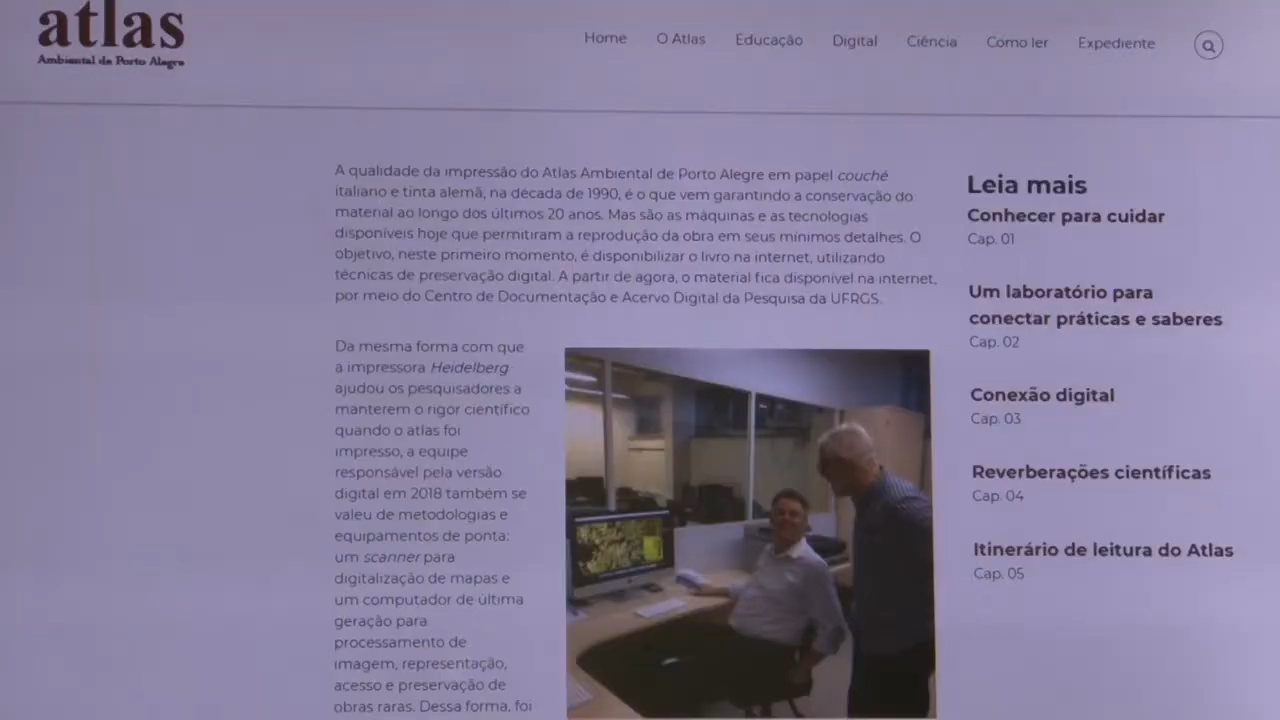 atlas
Ambiental de Porto Alegre
Home O Atlas Educação Digital Ciência Como ler Expediente
A qualidade da impressão do Atlas Ambiental de Porto Alegre em papel couché
italiano e tinta alemã, na década de 1990, é o que vem garantindo a conservação do
material ao longo dos últimos 20 anos. Mas são as máquinas e as tecnologias
disponíveis hoje que permitiram a reprodução da obra em seus mínimos detalhes. O
objetivo, neste primeiro momento, é disponibilizar o livro na internet, utilizando
técnicas de preservação digital. A partir de agora, o material fica disponível na internet,
por meio do Centro de Documentação e Acervo Digital da Pesquisa da UFRGS.
Da mesma forma com que
a impressora Heidelberg
ajudou os pesquisadores a
manterem o rigor científico
quando o atlas foi
impresso, a equipe
responsável pela versão
digital em 2018 também se
valeu de metodologias e
equipamentos de ponta:
um scanner para
digitalização de mapas e
um computador de última
geração para
processamento de
imagem, representação,
acesso e preservação de
obras raras. Dessa forma, foi
Leia mais
Conhecer para cuidar
Cap. 01
Um laboratório para
conectar práticas e saberes
Cap. 02
Conexão digital
Cap. 03
Reverberações científicas
Cap. 04
Itinerário de leitura do Atlas
Cap. 05